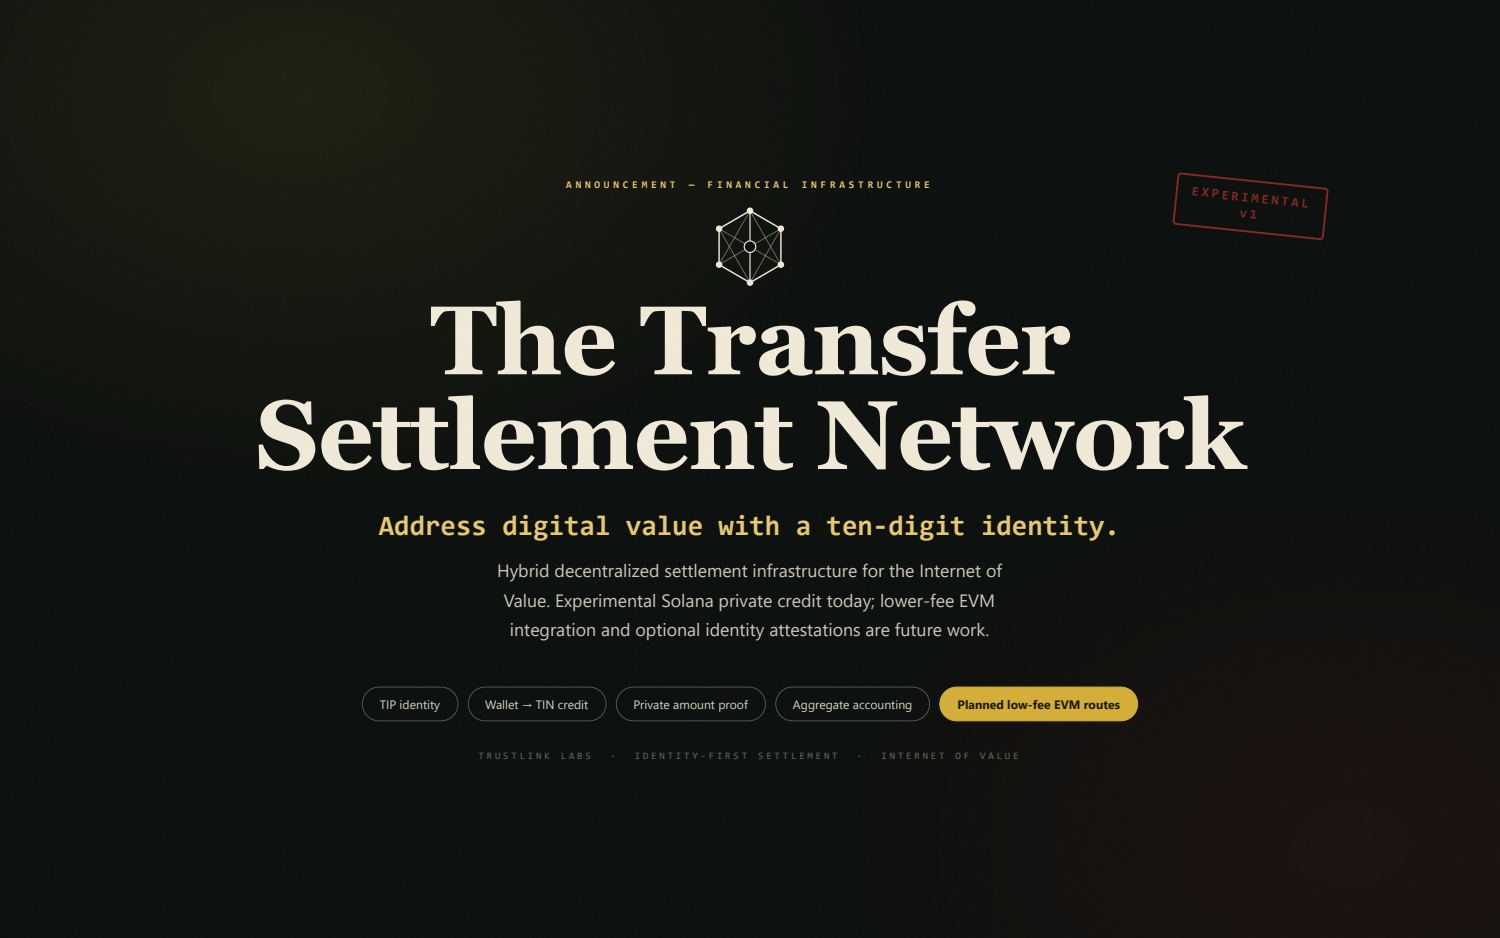 ANNOUNCEMENT — FINANCIAL INFRASTRUCTURE
EXPERIMENTAL
v1
The Transfer
Settlement Network
Address digital value with a ten-digit identity.
Hybrid decentralized settlement infrastructure for the Internet of
Value. Experimental Solana private credit today; lower-fee EVM
integration and optional identity attestations are future work.
TIP identity
Wallet → TIN credit
Private amount proof
Aggregate accounting
Planned low-fee EVM routes
TRUSTLINK LABS · IDENTITY-FIRST SETTLEMENT · INTERNET OF VALUE